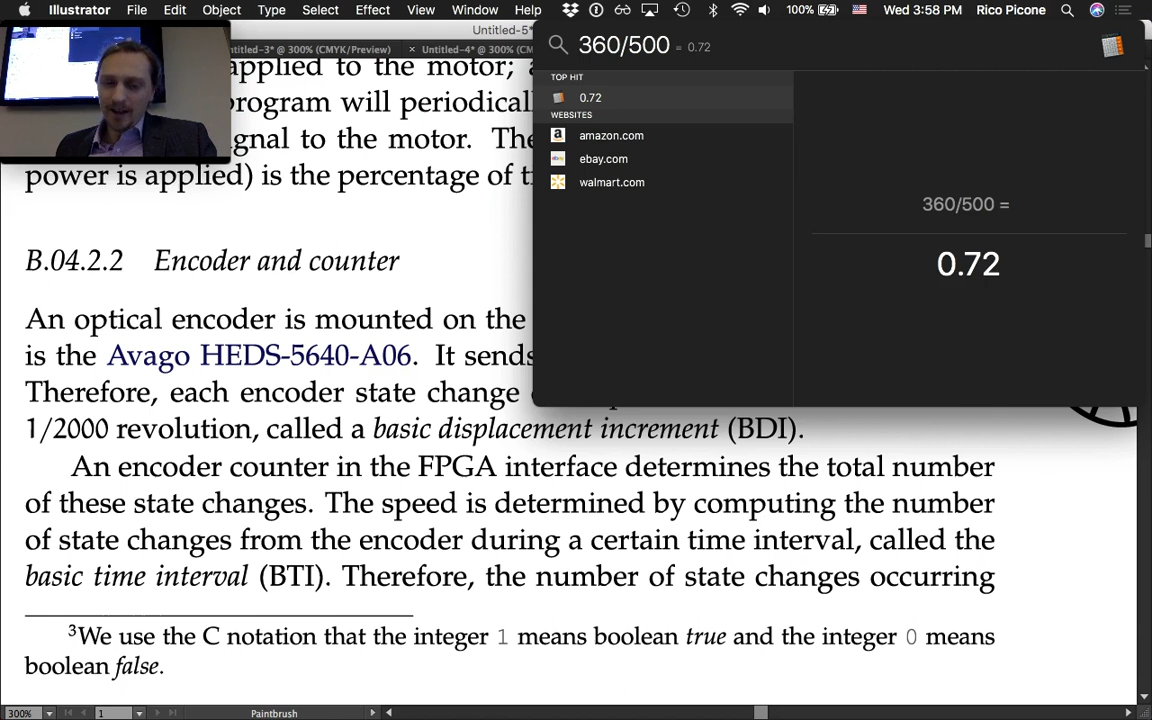 Illustrator File Edit Object Type Select Effect View Window Help 100% Wed 3:58 PM Rico Picone
Untitled-5*
ntitled-3* @ 300% (CMYK/Preview) × Untitled-4* @ 300% (CM
360/500 = 0.72
TOP HIT
0.72
WEBSITES
amazon.com
ebay.com
walmart.com
360/500 =
0.72
applied to the motor;
program will periodical
gnal to the motor. The
power is applied) is the percentage of t
B.04.2.2 Encoder and counter
An optical encoder is mounted on the
is the Avago HEDS-5640-A06. It sends
Therefore, each encoder state change
1/2000 revolution, called a basic displacement increment (BDI).
An encoder counter in the FPGA interface determines the total number
of these state changes. The speed is determined by computing the number
of state changes from the encoder during a certain time interval, called the
basic time interval (BTI). Therefore, the number of state changes occurring
3We use the C notation that the integer 1 means boolean true and the integer 0 means
boolean false.
300% 1 Paintbrush